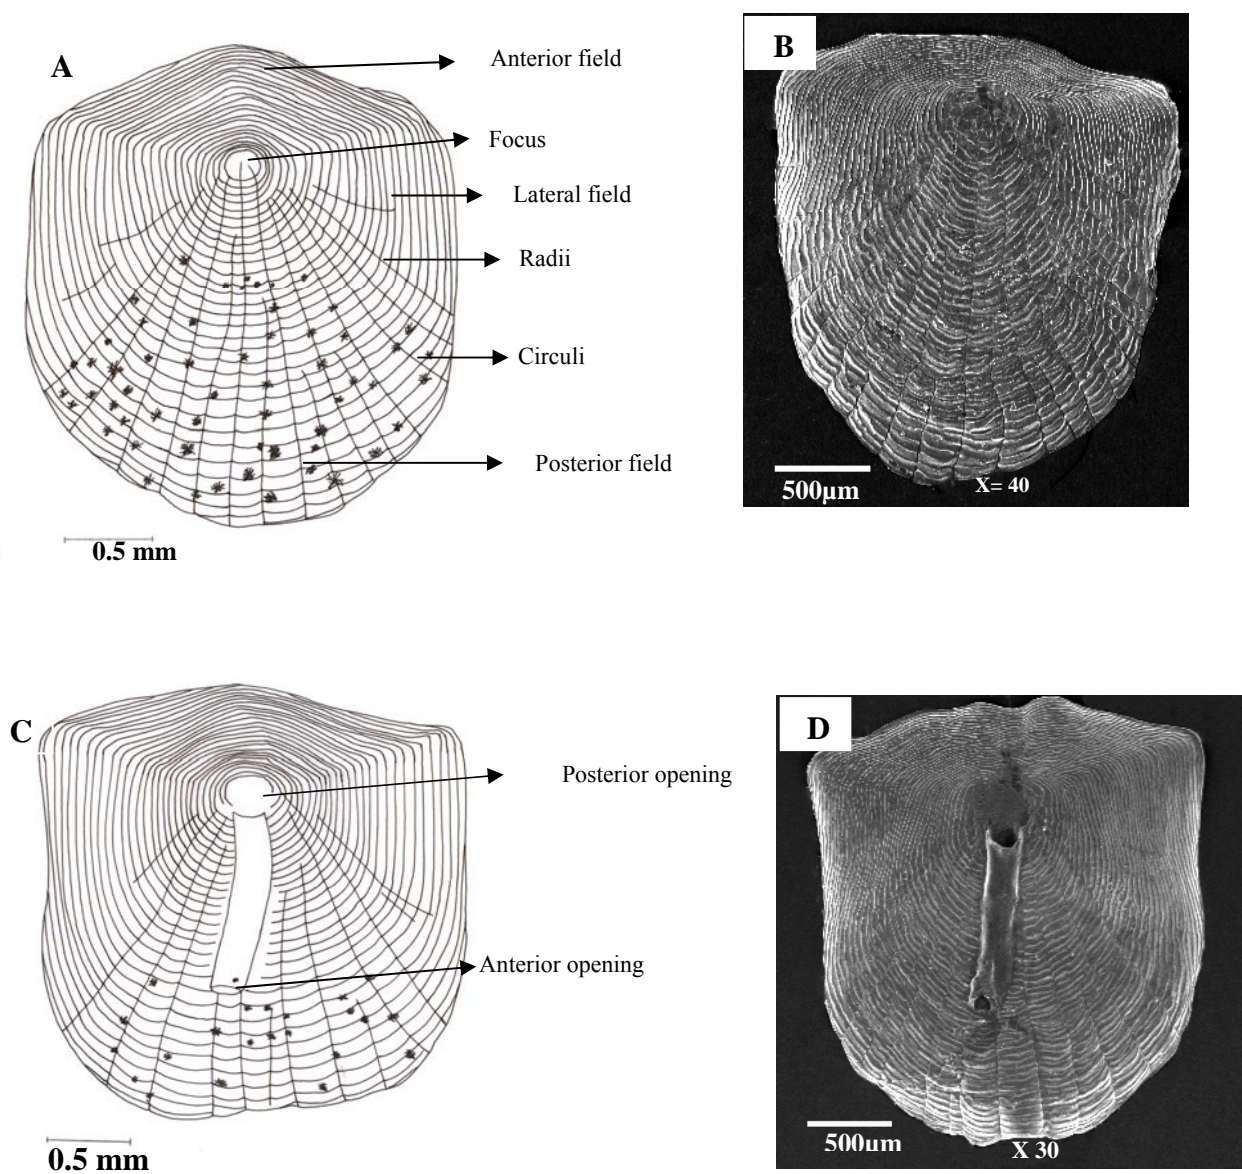 A
Anterior field
Focus
Lateral field
Radii
Circuli
Posterior field
0.5 mm
B
500µm
X= 40
C
Posterior opening
Anterior opening
0.5 mm
D
500µm
X 30